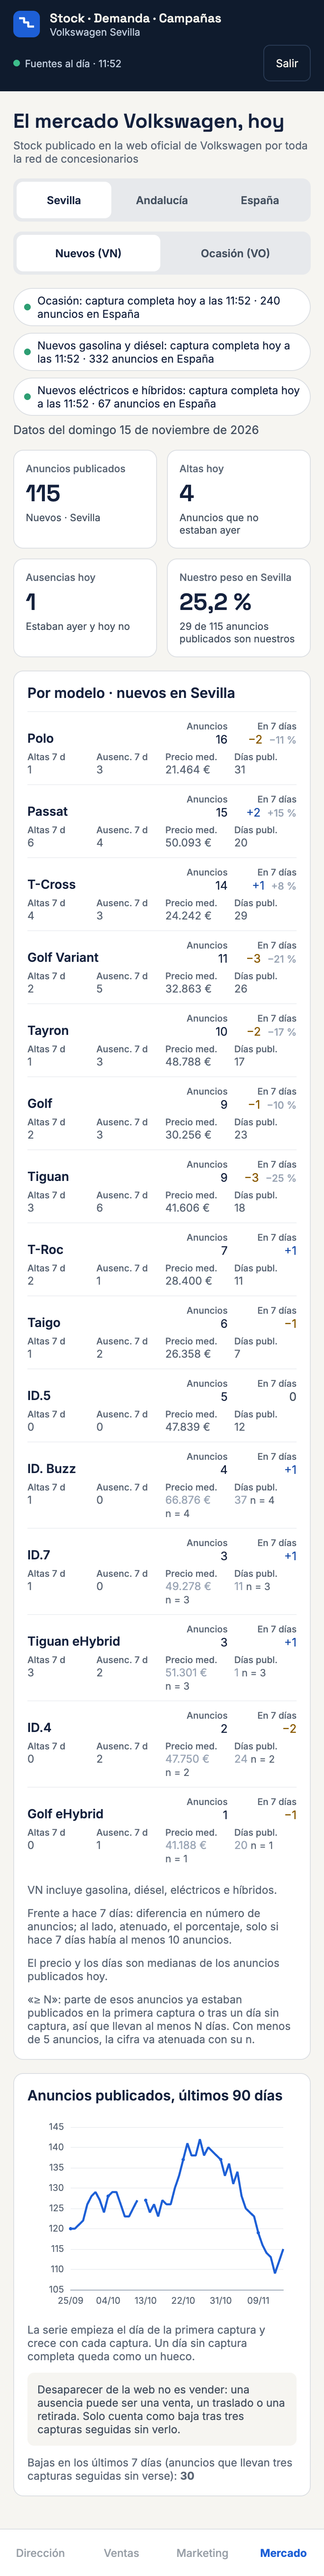 Stock · Demanda · Campañas
Volkswagen Sevilla
Fuentes al día · 11:52
Salir
El mercado Volkswagen, hoy
Stock publicado en la web oficial de Volkswagen por toda
la red de concesionarios
Sevilla Andalucía España
Nuevos (VN) Ocasión (VO)
Ocasión: captura completa hoy a las 11:52 · 240
anuncios en España
Nuevos gasolina y diésel: captura completa hoy a
las 11:52 · 332 anuncios en España
Nuevos eléctricos e híbridos: captura completa hoy
a las 11:52 · 67 anuncios en España
Datos del domingo 15 de noviembre de 2026
Anuncios publicados
115
Nuevos · Sevilla
Altas hoy
4
Anuncios que no
estaban ayer
Ausencias hoy
1
Estaban ayer y hoy no
Nuestro peso en Sevilla
25,2 %
29 de 115 anuncios
publicados son nuestros
Por modelo · nuevos en Sevilla
Anuncios En 7 días
Polo 16 −2 −11 %
Altas 7 d Ausenc. 7 d Precio med. Días publ.
1 3 21.464 € 31
Anuncios En 7 días
Passat 15 +2 +15 %
Altas 7 d Ausenc. 7 d Precio med. Días publ.
6 4 50.093 € 20
Anuncios En 7 días
T-Cross 14 +1 +8 %
Altas 7 d Ausenc. 7 d Precio med. Días publ.
4 3 24.242 € 29
Anuncios En 7 días
Golf Variant 11 −3 −21 %
Altas 7 d Ausenc. 7 d Precio med. Días publ.
2 5 32.863 € 26
Anuncios En 7 días
Tayron 10 −2 −17 %
Altas 7 d Ausenc. 7 d Precio med. Días publ.
1 3 48.788 € 17
Anuncios En 7 días
Golf 9 −1 −10 %
Altas 7 d Ausenc. 7 d Precio med. Días publ.
2 3 30.256 € 23
Anuncios En 7 días
Tiguan 9 −3 −25 %
Altas 7 d Ausenc. 7 d Precio med. Días publ.
3 6 41.606 € 18
Anuncios En 7 días
T-Roc 7 +1
Altas 7 d Ausenc. 7 d Precio med. Días publ.
2 1 28.400 € 11
Anuncios En 7 días
Taigo 6 −1
Altas 7 d Ausenc. 7 d Precio med. Días publ.
1 2 26.358 € 7
Anuncios En 7 días
ID.5 5 0
Altas 7 d Ausenc. 7 d Precio med. Días publ.
0 0 47.839 € 12
Anuncios En 7 días
ID. Buzz 4 +1
Altas 7 d Ausenc. 7 d Precio med. Días publ.
1 0 66.876 € 37 n = 4
n = 4
Anuncios En 7 días
ID.7 3 +1
Altas 7 d Ausenc. 7 d Precio med. Días publ.
1 0 49.278 € 11 n = 3
n = 3
Anuncios En 7 días
Tiguan eHybrid 3 +1
Altas 7 d Ausenc. 7 d Precio med. Días publ.
3 2 51.301 € 1 n = 3
n = 3
Anuncios En 7 días
ID.4 2 −2
Altas 7 d Ausenc. 7 d Precio med. Días publ.
0 2 47.750 € 24 n = 2
n = 2
Anuncios En 7 días
Golf eHybrid 1 −1
Altas 7 d Ausenc. 7 d Precio med. Días publ.
0 1 41.188 € 20 n = 1
n = 1
VN incluye gasolina, diésel, eléctricos e híbridos.
Frente a hace 7 días: diferencia en número de
anuncios; al lado, atenuado, el porcentaje, solo si
hace 7 días había al menos 10 anuncios.
El precio y los días son medianas de los anuncios
publicados hoy.
«≥ N»: parte de esos anuncios ya estaban
publicados en la primera captura o tras un día sin
captura, así que llevan al menos N días. Con menos
de 5 anuncios, la cifra va atenuada con su n.
Anuncios publicados, últimos 90 días
145
140
135
130
125
120
115
110
105
25/09 04/10 13/10 22/10 31/10 09/11
La serie empieza el día de la primera captura y
crece con cada captura. Un día sin captura
completa queda como un hueco.
Desaparecer de la web no es vender: una
ausencia puede ser una venta, un traslado o una
retirada. Solo cuenta como baja tras tres
capturas seguidas sin verlo.
Bajas en los últimos 7 días (anuncios que llevan tres
capturas seguidas sin verse): 30
Dirección Ventas Marketing Mercado